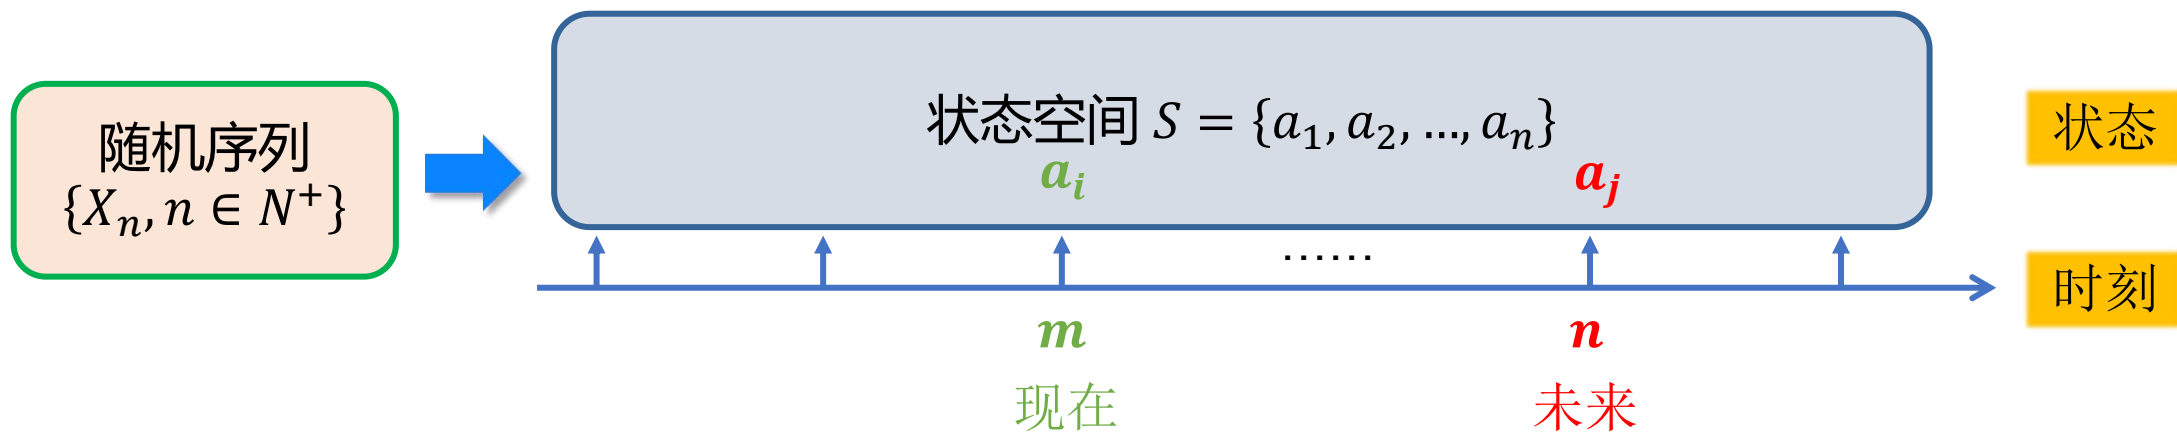 随机序列
{Xₙ, n ∈ N⁺}
状态空间 S = {a₁, a₂, …, aₙ}
aᵢ
aⱼ
状态
……
时刻
m
n
现在
未来